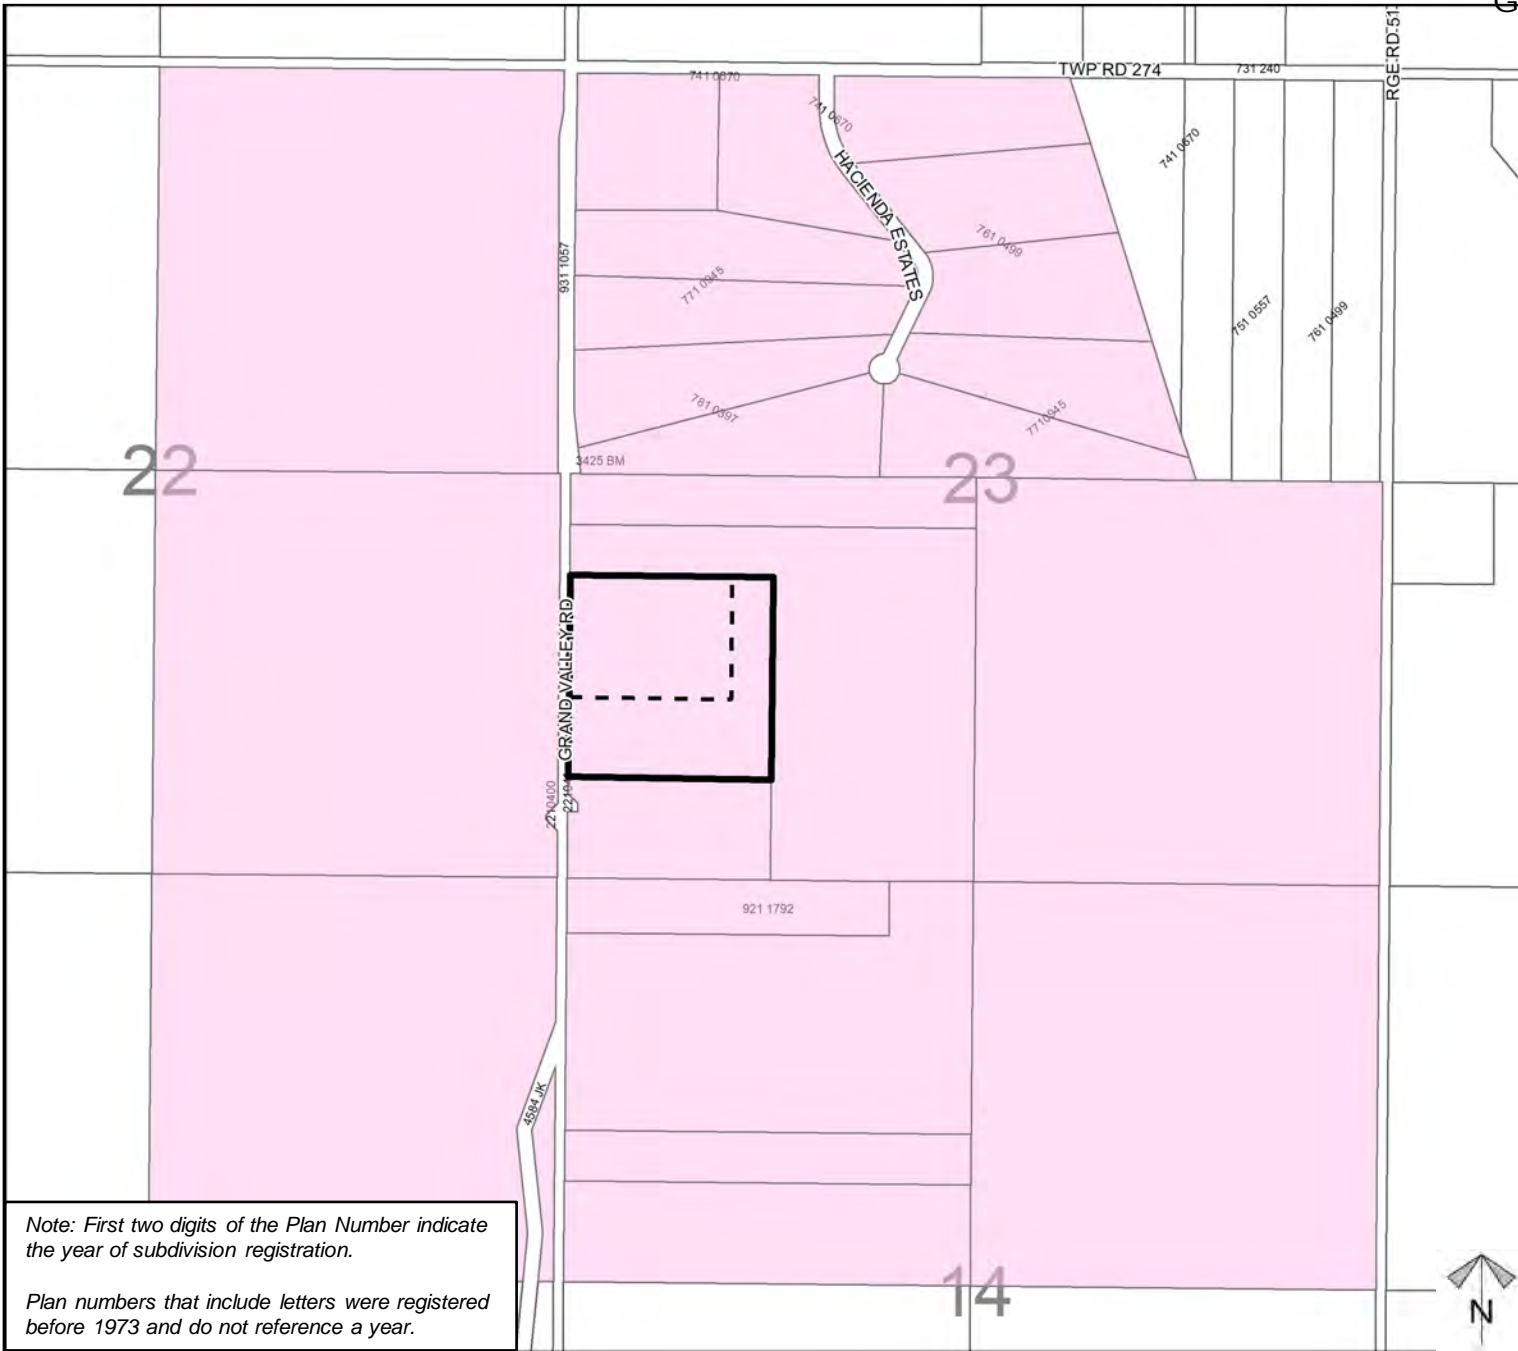 G
TWP RD 274
731 240
RGE RD 51
741 0670
741 0670
741 0670
HACIENDA ESTATES
761 0499
931 1057
771 0945
751 0557
761 0499
781 0397
771 0945
3425 BM
22
23
GRAND VALLEY RD
2210400
921 1792
4584 JK
14
Note: First two digits of the Plan Number indicate
the year of subdivision registration.
Plan numbers that include letters were registered
before 1973 and do not reference a year.
N